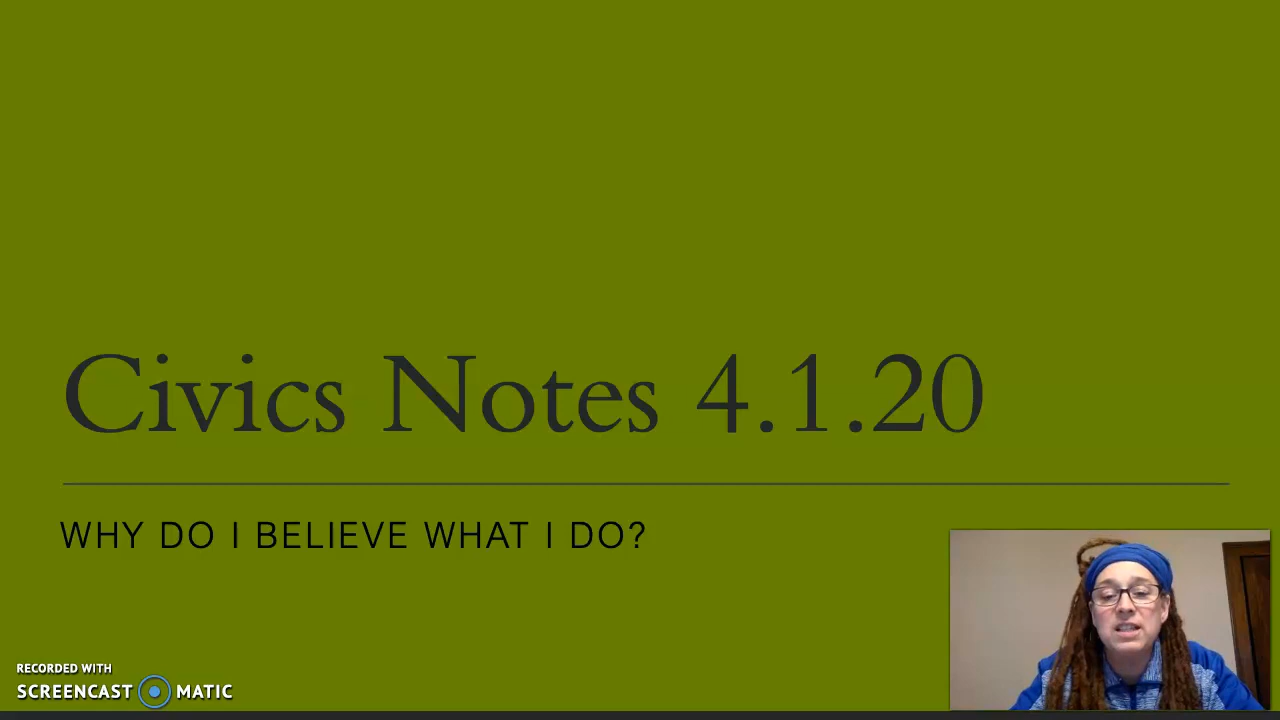 Civics Notes 4.1.20
WHY DO I BELIEVE WHAT I DO?
RECORDED WITH
SCREENCAST MATIC